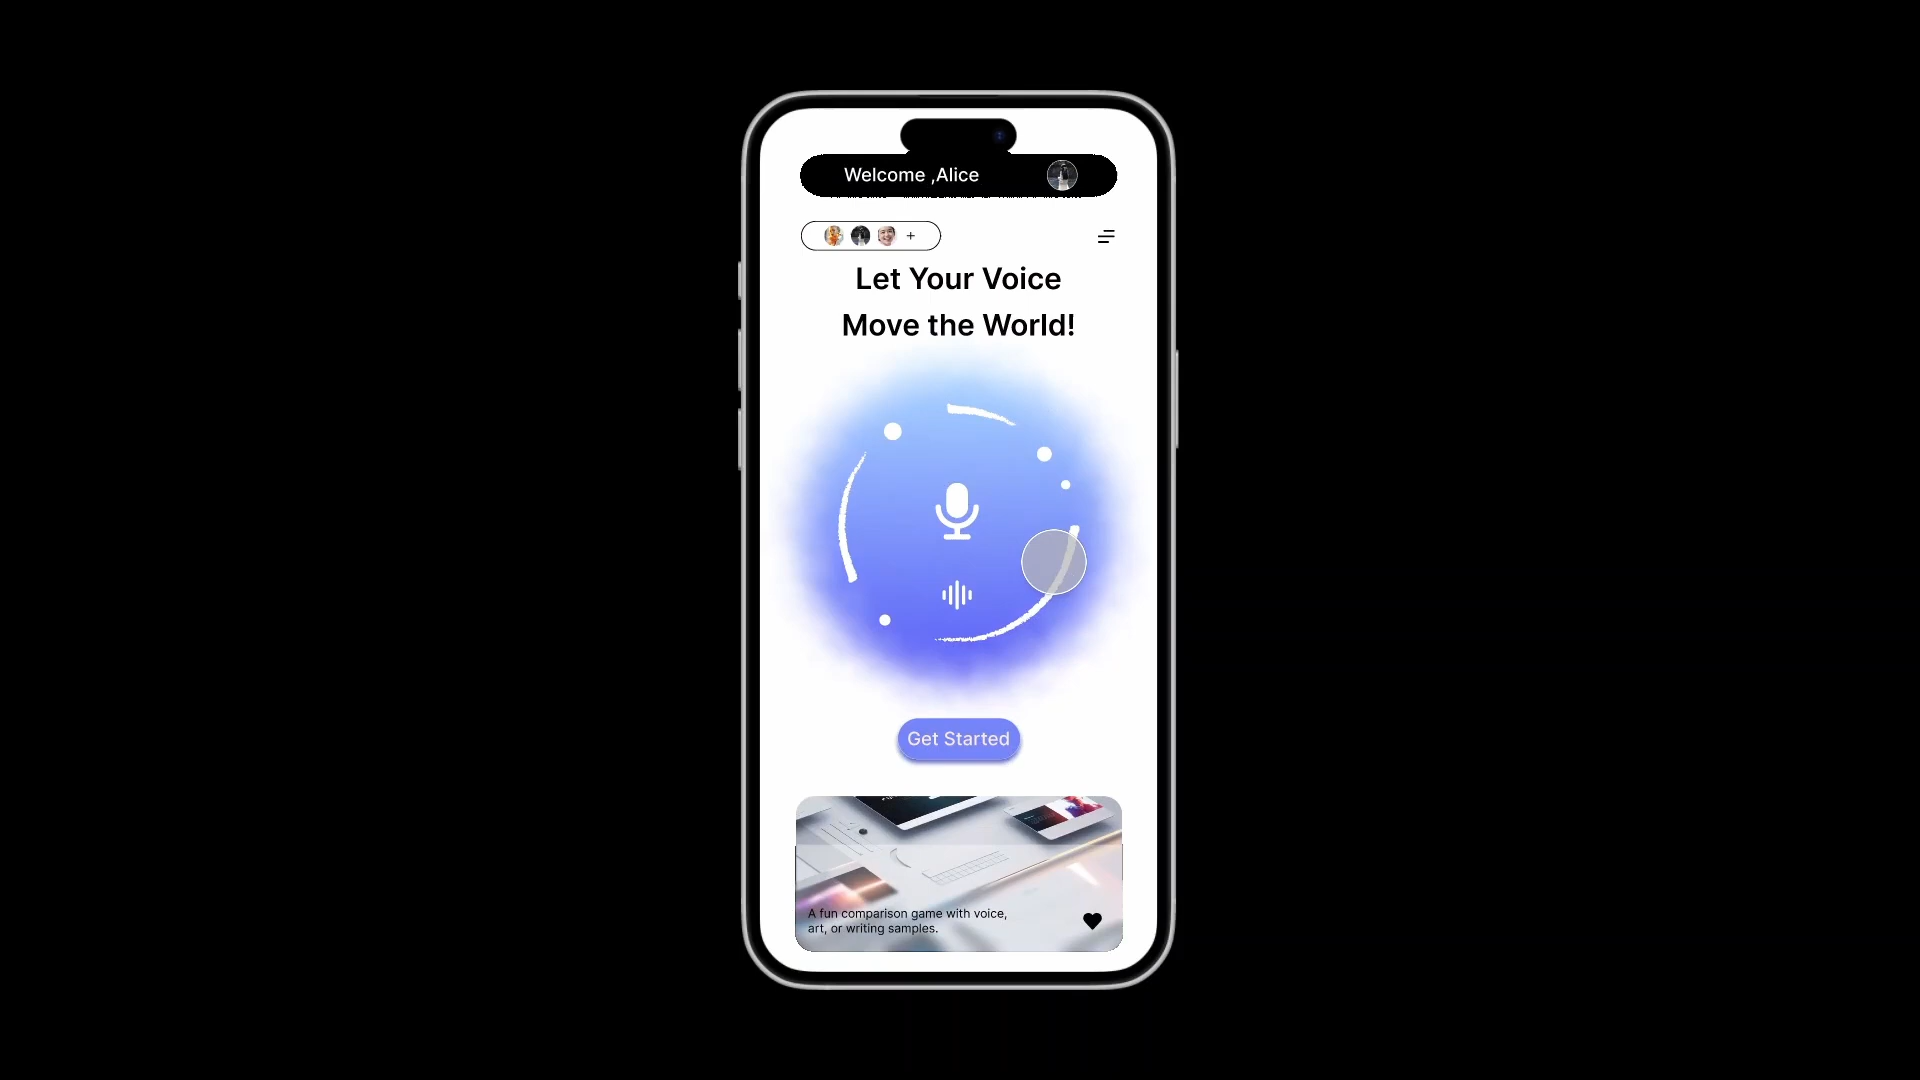 Welcome ,Alice
+
Let Your Voice
Move the World!
Get Started
A fun comparison game with voice,
art, or writing samples.